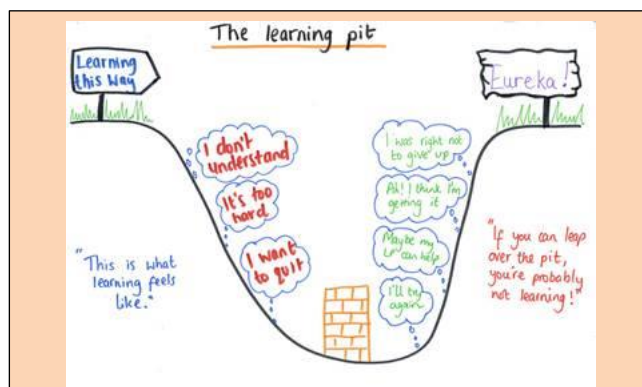 The learning pit
Learning
this way
Eureka!
I don't
understand
It's too
hard
I want
to quit
I was right not
to give up
Ah! I think I'm
getting it
Maybe my
LP can help
I'll try
again
"This is what
learning feels
like."
"If you can leap
over the pit,
you're probably
not learning!"